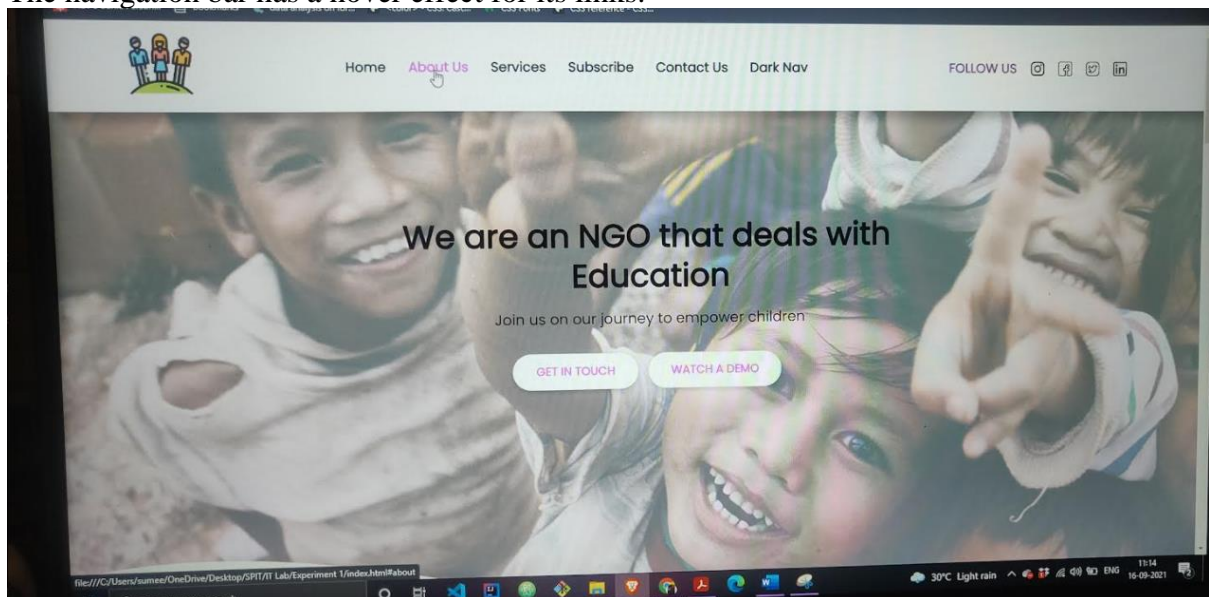 The navigation bar has a hover effect for its links.
Home About Us Services Subscribe Contact Us Dark Nav FOLLOW US
We are an NGO that deals with
Education
Join us on our journey to empower children
GET IN TOUCH WATCH A DEMO
file:///C:/Users/sumee/OneDrive/Desktop/SPIT/IT Lab/Experiment 1/index.html#about
30°C Light rain ENG 11:14
16-09-2021